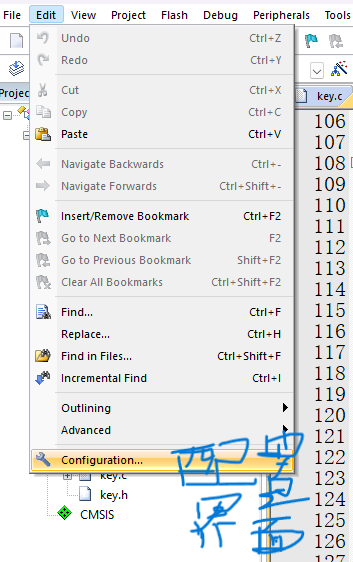 File Edit View Project Flash Debug Peripherals Tools
Undo Ctrl+Z
Redo Ctrl+Y
Cut Ctrl+X
Copy Ctrl+C
Paste Ctrl+V
Navigate Backwards Ctrl+-
Navigate Forwards Ctrl+Shift+-
Insert/Remove Bookmark Ctrl+F2
Go to Next Bookmark F2
Go to Previous Bookmark Shift+F2
Clear All Bookmarks Ctrl+Shift+F2
Find... Ctrl+F
Replace... Ctrl+H
Find in Files... Ctrl+Shift+F
Incremental Find Ctrl+I
Outlining
Advanced
Configuration...
Projec
key.c
key.h
CMSIS
配置
界面
key.c
106
107
108
109
110
111
112
113
114
115
116
117
118
119
120
121
122
123
124
125
126
127